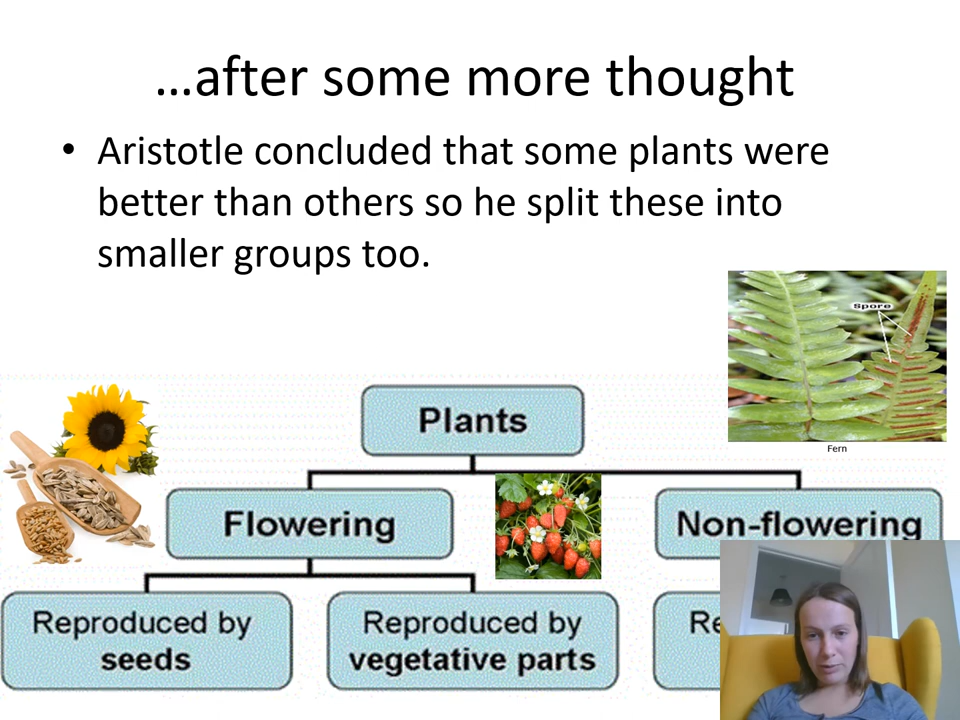 …after some more thought
• Aristotle concluded that some plants were
better than others so he split these into
smaller groups too.
Spore
Fern
Plants
Flowering
Non-flowering
Reproduced by
seeds
Reproduced by
vegetative parts